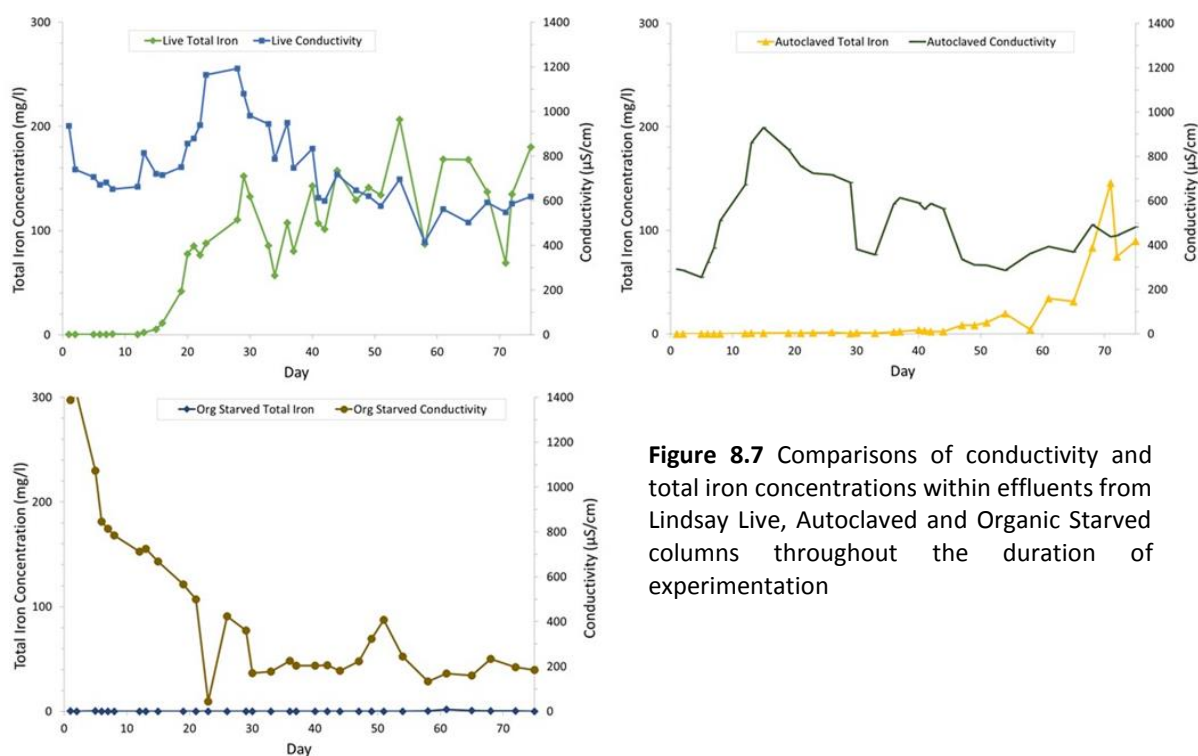 Live Total Iron
Live Conductivity
Total Iron Concentration (mg/l)
300
200
100
0
Conductivity (µS/cm)
1400
1200
1000
800
600
400
200
0
0 10 20 30 40 50 60 70
Day
Autoclaved Total Iron
Autoclaved Conductivity
Total Iron Concentration (mg/l)
300
200
100
0
Conductivity (µS/cm)
1400
1200
1000
800
600
400
200
0
0 10 20 30 40 50 60 70
Day
Org Starved Total Iron
Org Starved Conductivity
Total Iron Concentration (mg/l)
300
200
100
0
Conductivity (µS/cm)
1400
1200
1000
800
600
400
200
0
0 10 20 30 40 50 60 70
Day
Figure 8.7 Comparisons of conductivity and
total iron concentrations within effluents from
Lindsay Live, Autoclaved and Organic Starved
columns throughout the duration of
experimentation